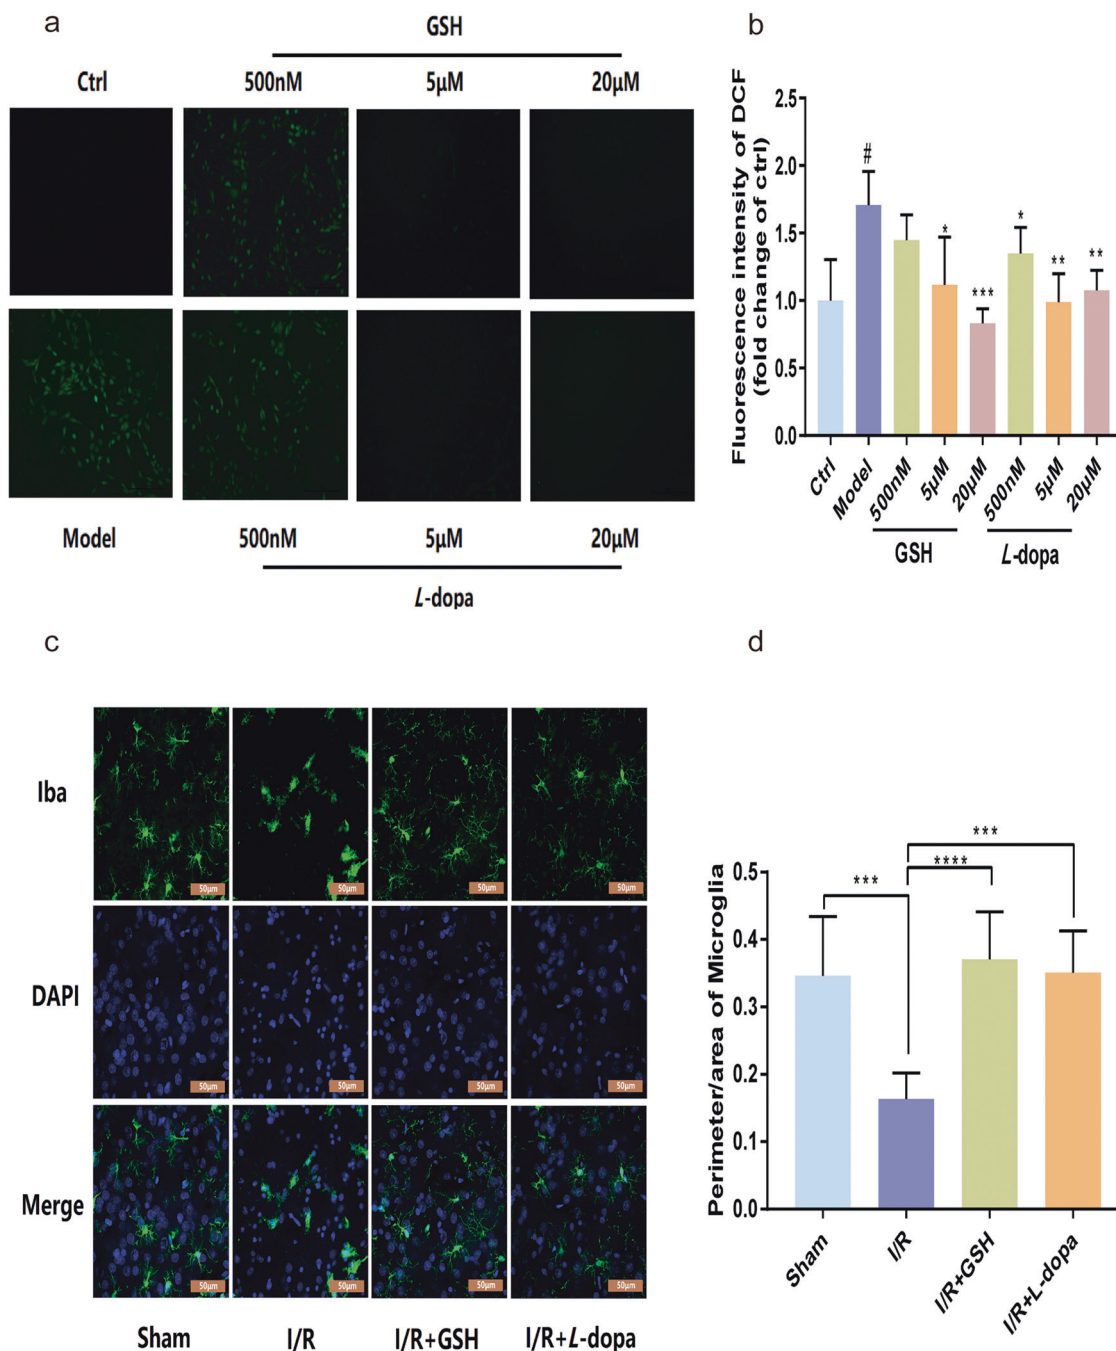 a
GSH
Ctrl 500nM 5μM 20μM
Model 500nM 5μM 20μM
L-dopa
b
Fluorescence intensity of DCF
(fold change of ctrl)
2.5
2.0
1.5
1.0
0.5
0.0
#
*
***
*
**
**
Ctrl Model 500nM 5μM 20μM 500nM 5μM 20μM
GSH L-dopa
c
Iba
50μm 50μm 50μm 50μm
DAPI
50μm 50μm 50μm 50μm
Merge
50μm 50μm 50μm 50μm
Sham I/R I/R+GSH I/R+L-dopa
d
Perimeter/area of Microglia
0.5
0.4
0.3
0.2
0.1
0.0
***
****
***
Sham I/R I/R+GSH I/R+L-dopa